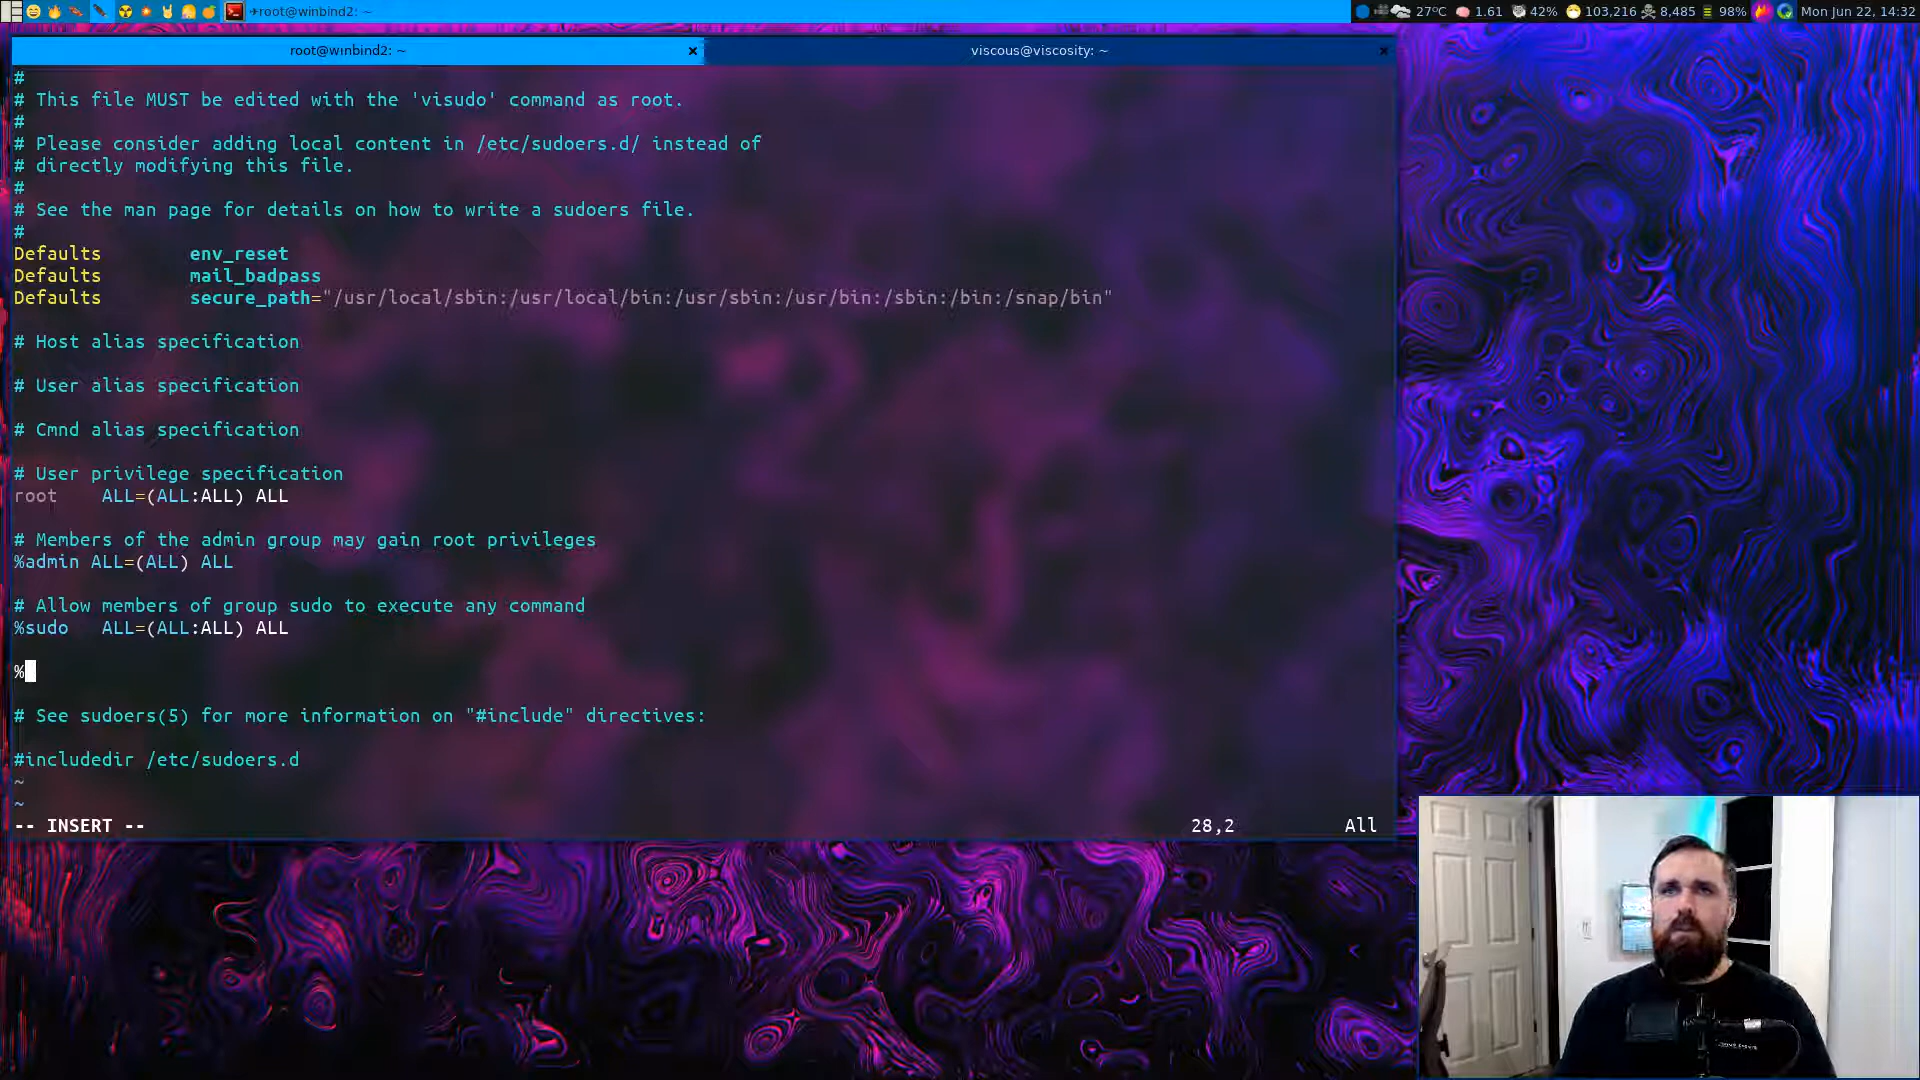 ✈root@winbind2: ~
27ºC
1.61
42%
103,216
8,485
98%
Mon Jun 22, 14:32
root@winbind2: ~
×
viscous@viscosity: ~
×
#
# This file MUST be edited with the 'visudo' command as root.
#
# Please consider adding local content in /etc/sudoers.d/ instead of
# directly modifying this file.
#
# See the man page for details on how to write a sudoers file.
#
Defaults        env_reset
Defaults        mail_badpass
Defaults        secure_path="/usr/local/sbin:/usr/local/bin:/usr/sbin:/usr/bin:/sbin:/bin:/snap/bin"
# Host alias specification
# User alias specification
# Cmnd alias specification
# User privilege specification
root    ALL=(ALL:ALL) ALL
# Members of the admin group may gain root privileges
%admin ALL=(ALL) ALL
# Allow members of group sudo to execute any command
%sudo   ALL=(ALL:ALL) ALL
%
# See sudoers(5) for more information on "#include" directives:
#includedir /etc/sudoers.d
~
~
-- INSERT --
28,2
All